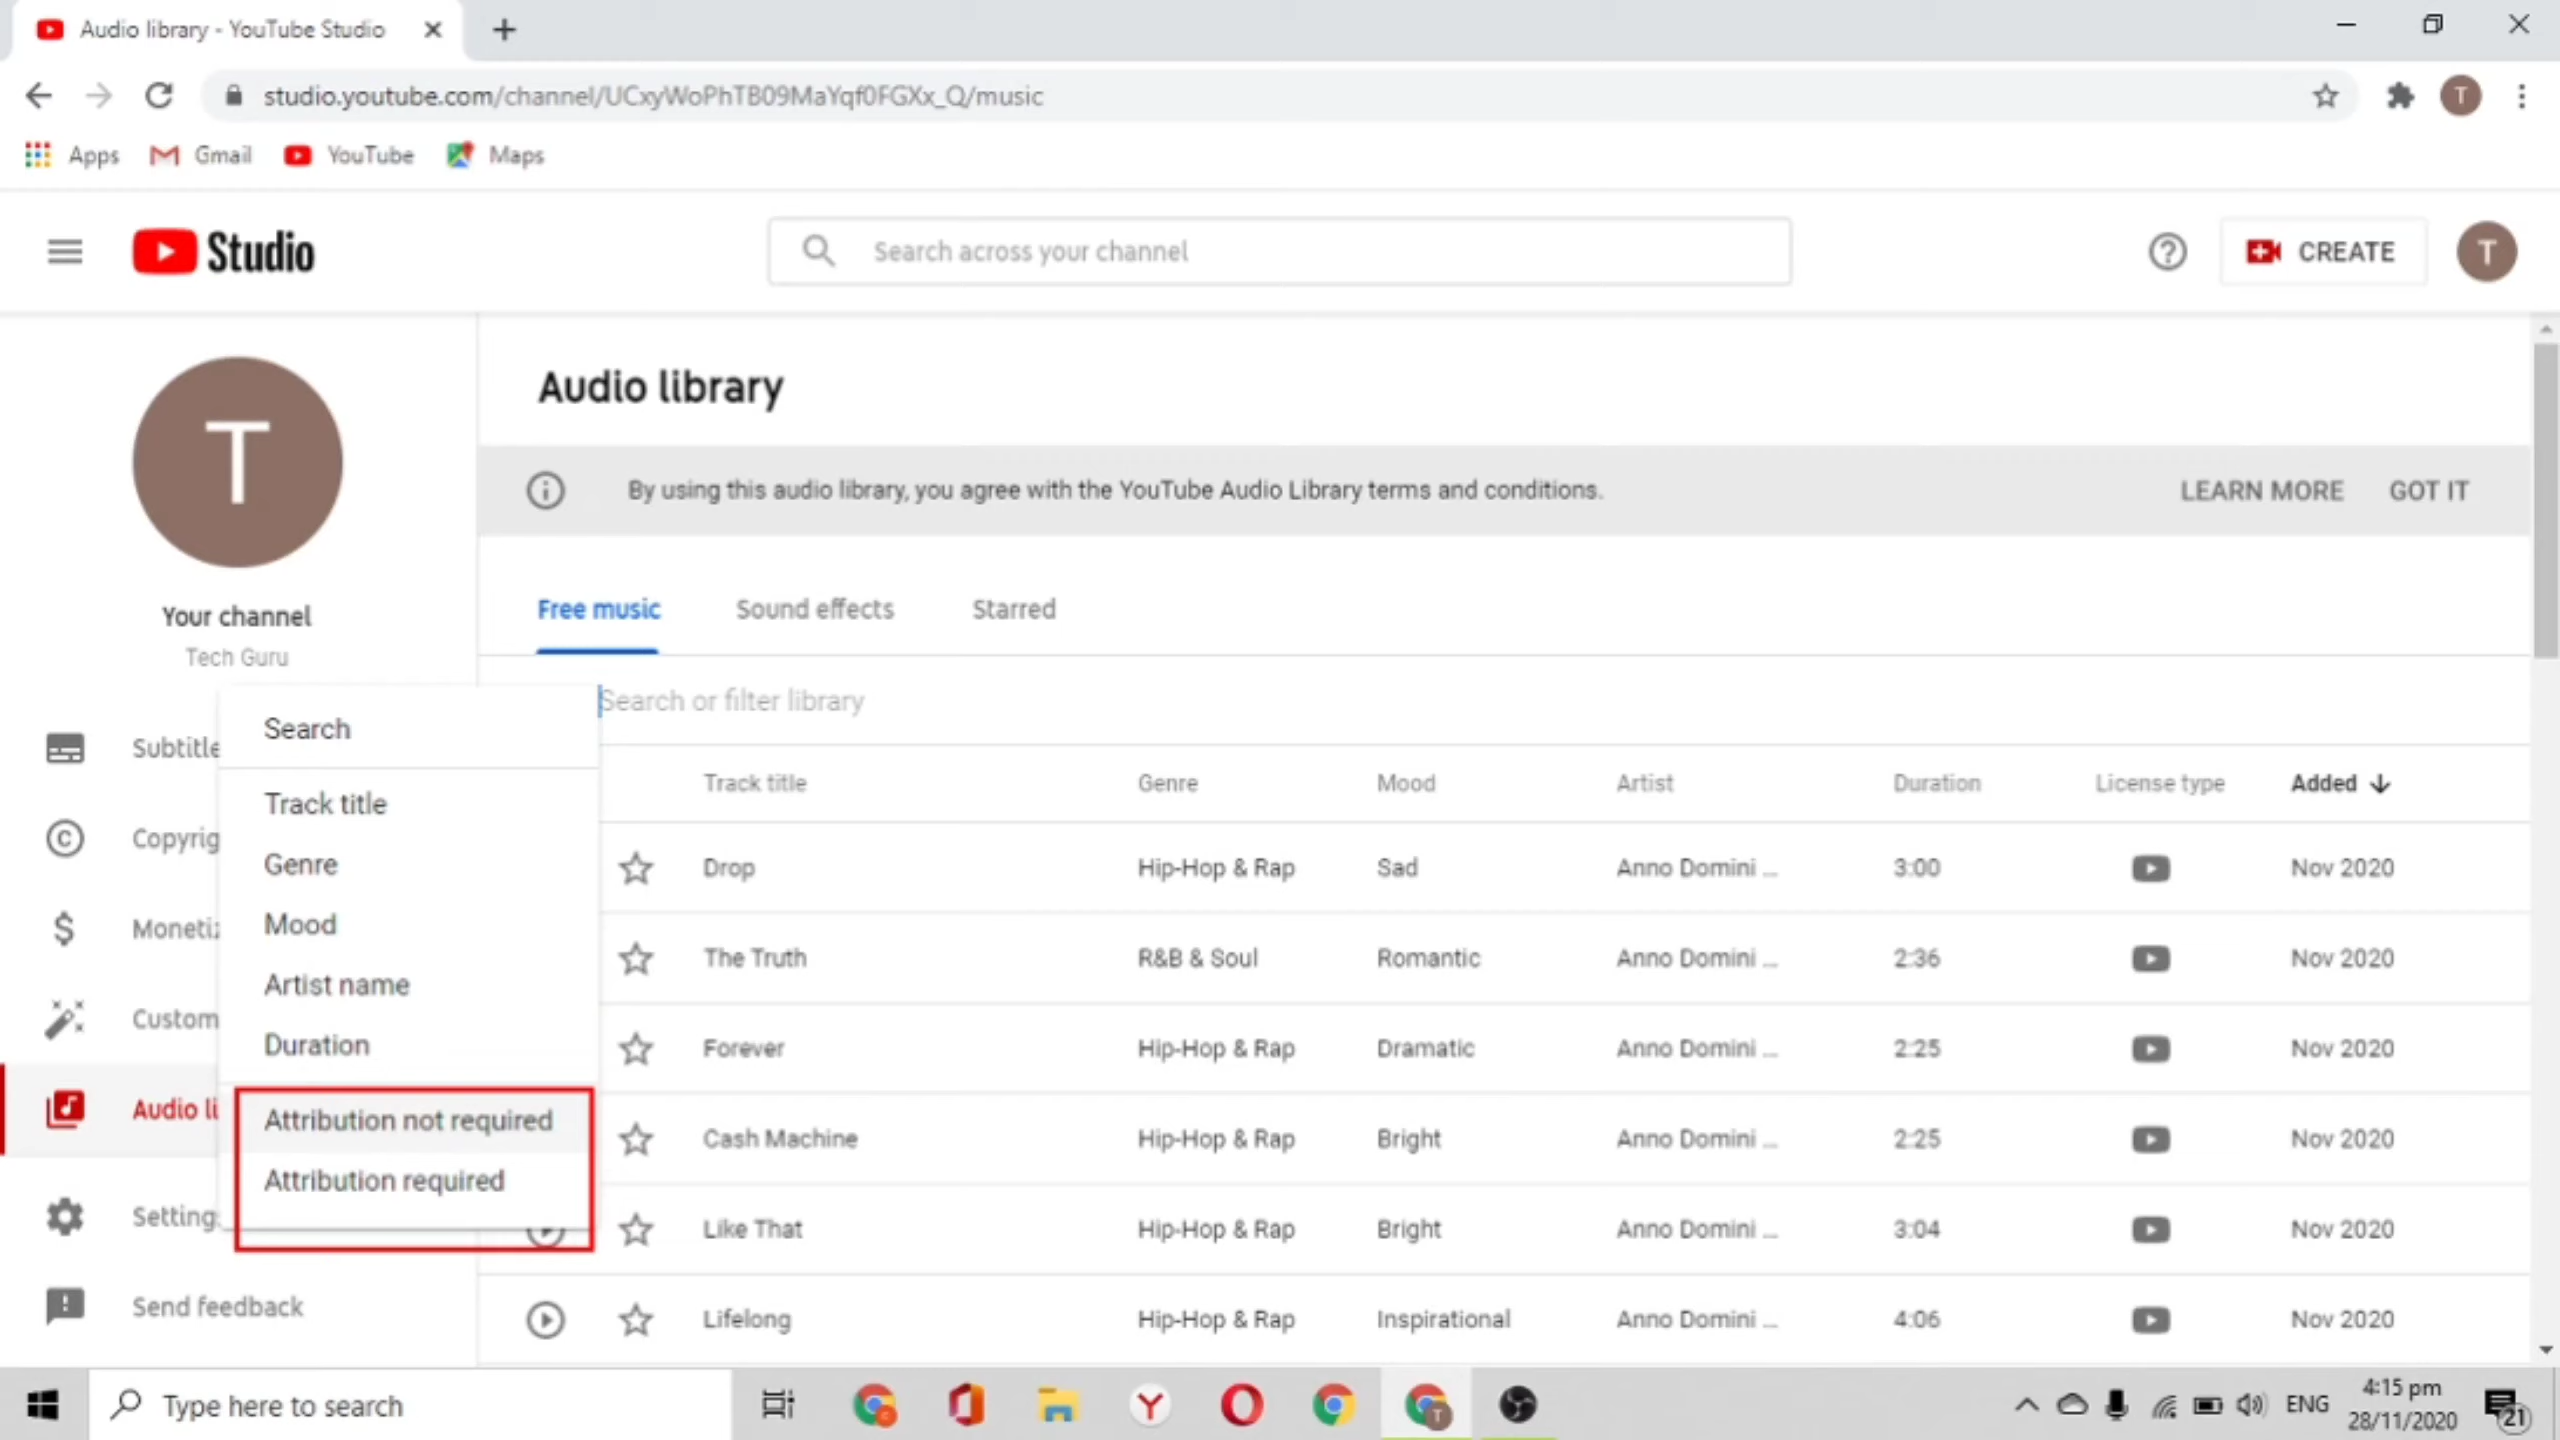 Audio library - YouTube Studio
studio.youtube.com/channel/UCxyWoPhTB09MaYqf0FGXx_Q/music
T
Apps Gmail YouTube Maps
Studio
Search across your channel
CREATE
T
T
Your channel
Tech Guru
Subtitle
Copyrig
Moneti
Custom
Audio li
Setting
Send feedback
Search
Track title
Genre
Mood
Artist name
Duration
Attribution not required
Attribution required
Audio library
By using this audio library, you agree with the YouTube Audio Library terms and conditions. LEARN MORE GOT IT
Free music Sound effects Starred
Search or filter library
Track title Genre Mood Artist Duration License type Added
Drop Hip-Hop & Rap Sad Anno Domini ... 3:00 Nov 2020
The Truth R&B & Soul Romantic Anno Domini ... 2:36 Nov 2020
Forever Hip-Hop & Rap Dramatic Anno Domini ... 2:25 Nov 2020
Cash Machine Hip-Hop & Rap Bright Anno Domini ... 2:25 Nov 2020
Like That Hip-Hop & Rap Bright Anno Domini ... 3:04 Nov 2020
Lifelong Hip-Hop & Rap Inspirational Anno Domini ... 4:06 Nov 2020
Type here to search
ENG
4:15 pm
28/11/2020
21